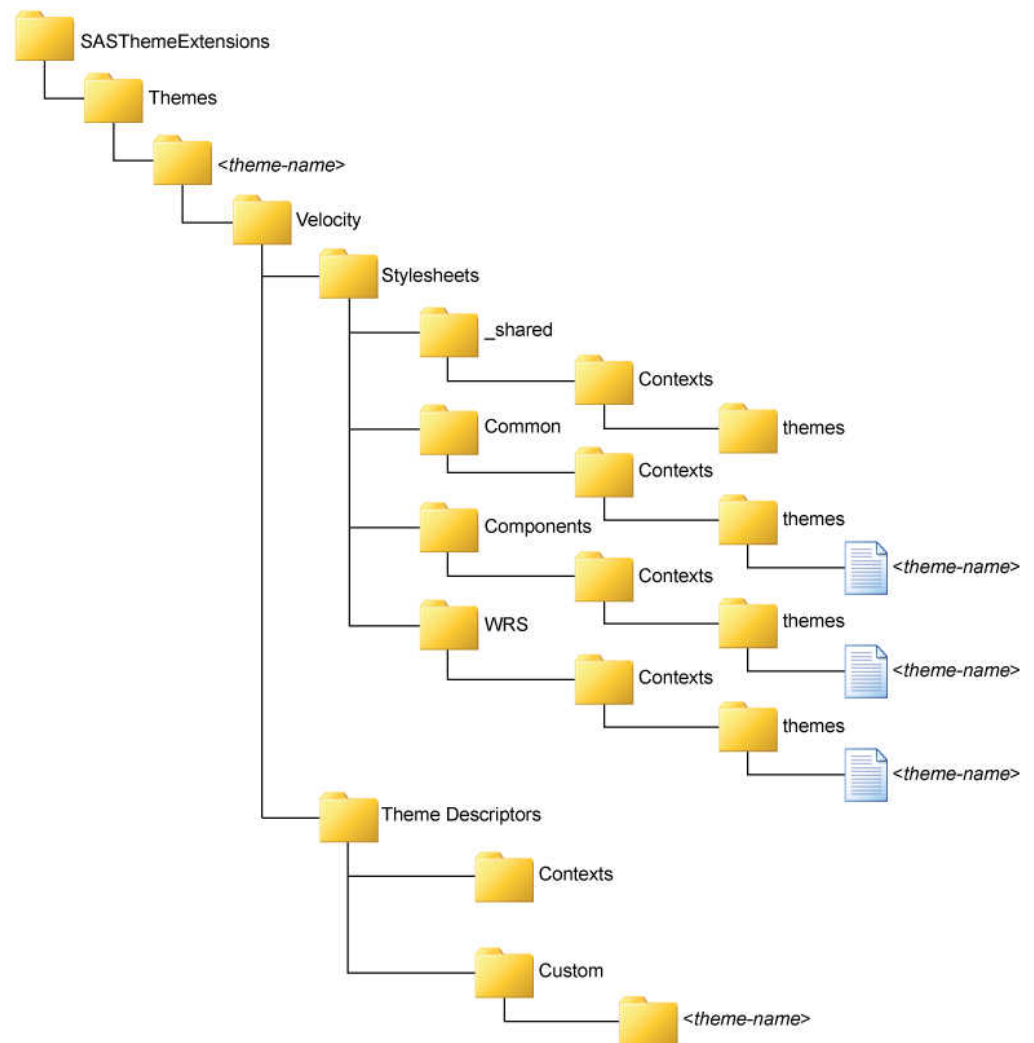 SASThemeExtensions
Themes
<theme-name>
Velocity
Stylesheets
_shared
Contexts
themes
Common
Contexts
themes
<theme-name>
Components
Contexts
themes
<theme-name>
WRS
Contexts
themes
<theme-name>
Theme Descriptors
Contexts
Custom
<theme-name>